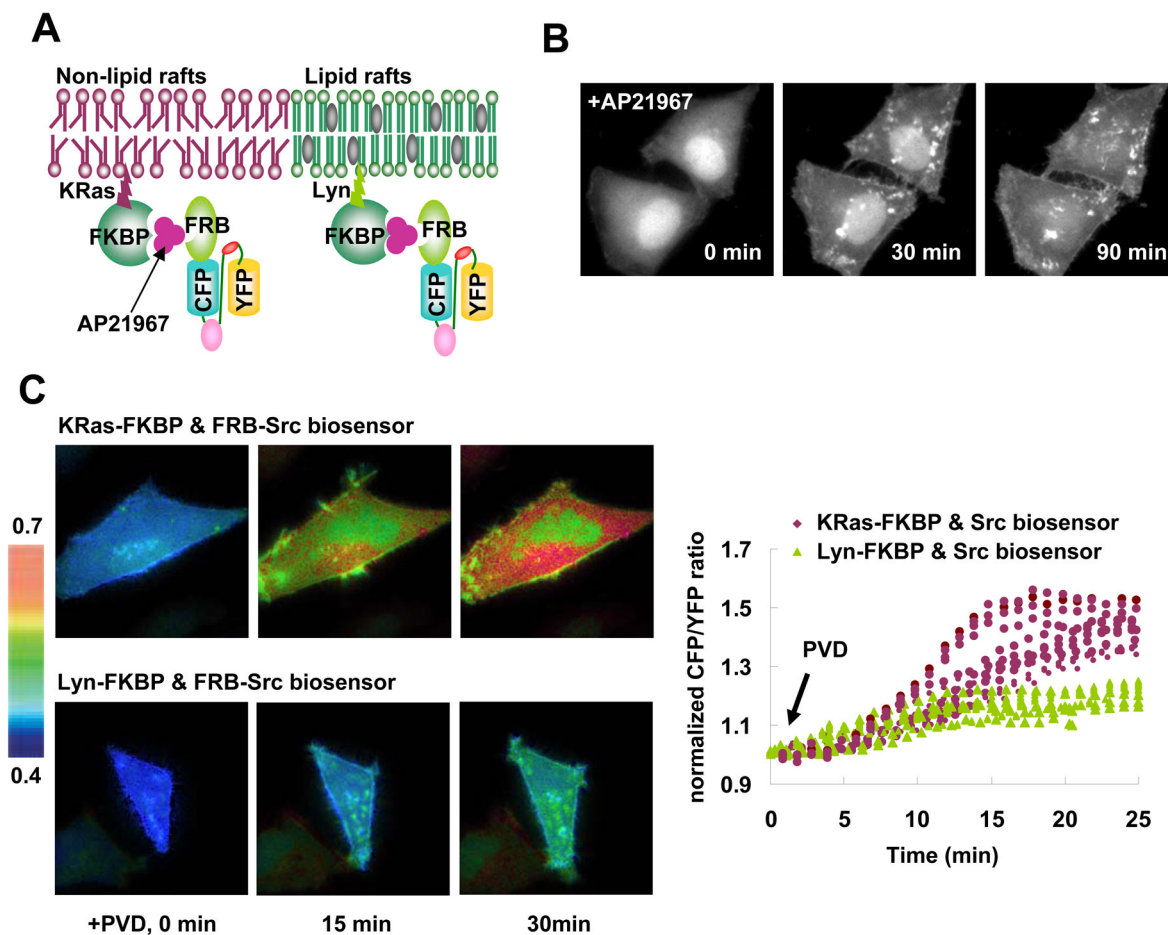 A
Non-lipid rafts
Lipid rafts
KRas
Lyn
FKBP
FRB
FKBP
FRB
CFP
YFP
CFP
YFP
AP21967
B
+AP21967
0 min
30 min
90 min
C
KRas-FKBP & FRB-Src biosensor
0.7
0.4
Lyn-FKBP & FRB-Src biosensor
+PVD, 0 min
15 min
30min
KRas-FKBP & Src biosensor
Lyn-FKBP & Src biosensor
normalized CFP/YFP ratio
1.7
1.5
1.3
1.1
0.9
PVD
0 5 10 15 20 25
Time (min)